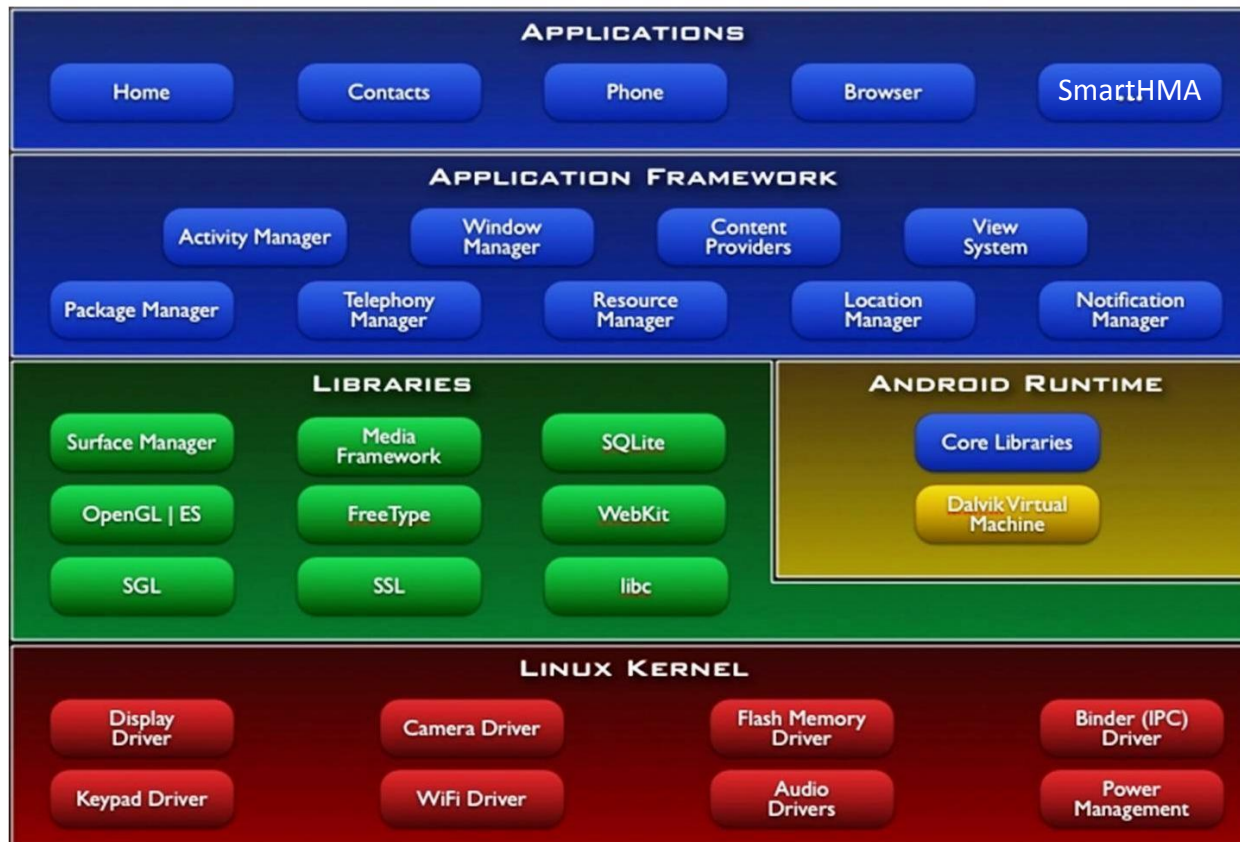 APPLICATIONS
Home
Contacts
Phone
Browser
SmartHMA
...
APPLICATION FRAMEWORK
Activity Manager
Window
Manager
Content
Providers
View
System
Package Manager
Telephony
Manager
Resource
Manager
Location
Manager
Notification
Manager
LIBRARIES
Surface Manager
Media
Framework
SQLite
OpenGL | ES
FreeType
WebKit
SGL
SSL
libc
ANDROID RUNTIME
Core Libraries
Dalvik Virtual
Machine
LINUX KERNEL
Display
Driver
Camera Driver
Flash Memory
Driver
Binder (IPC)
Driver
Keypad Driver
WiFi Driver
Audio
Drivers
Power
Management